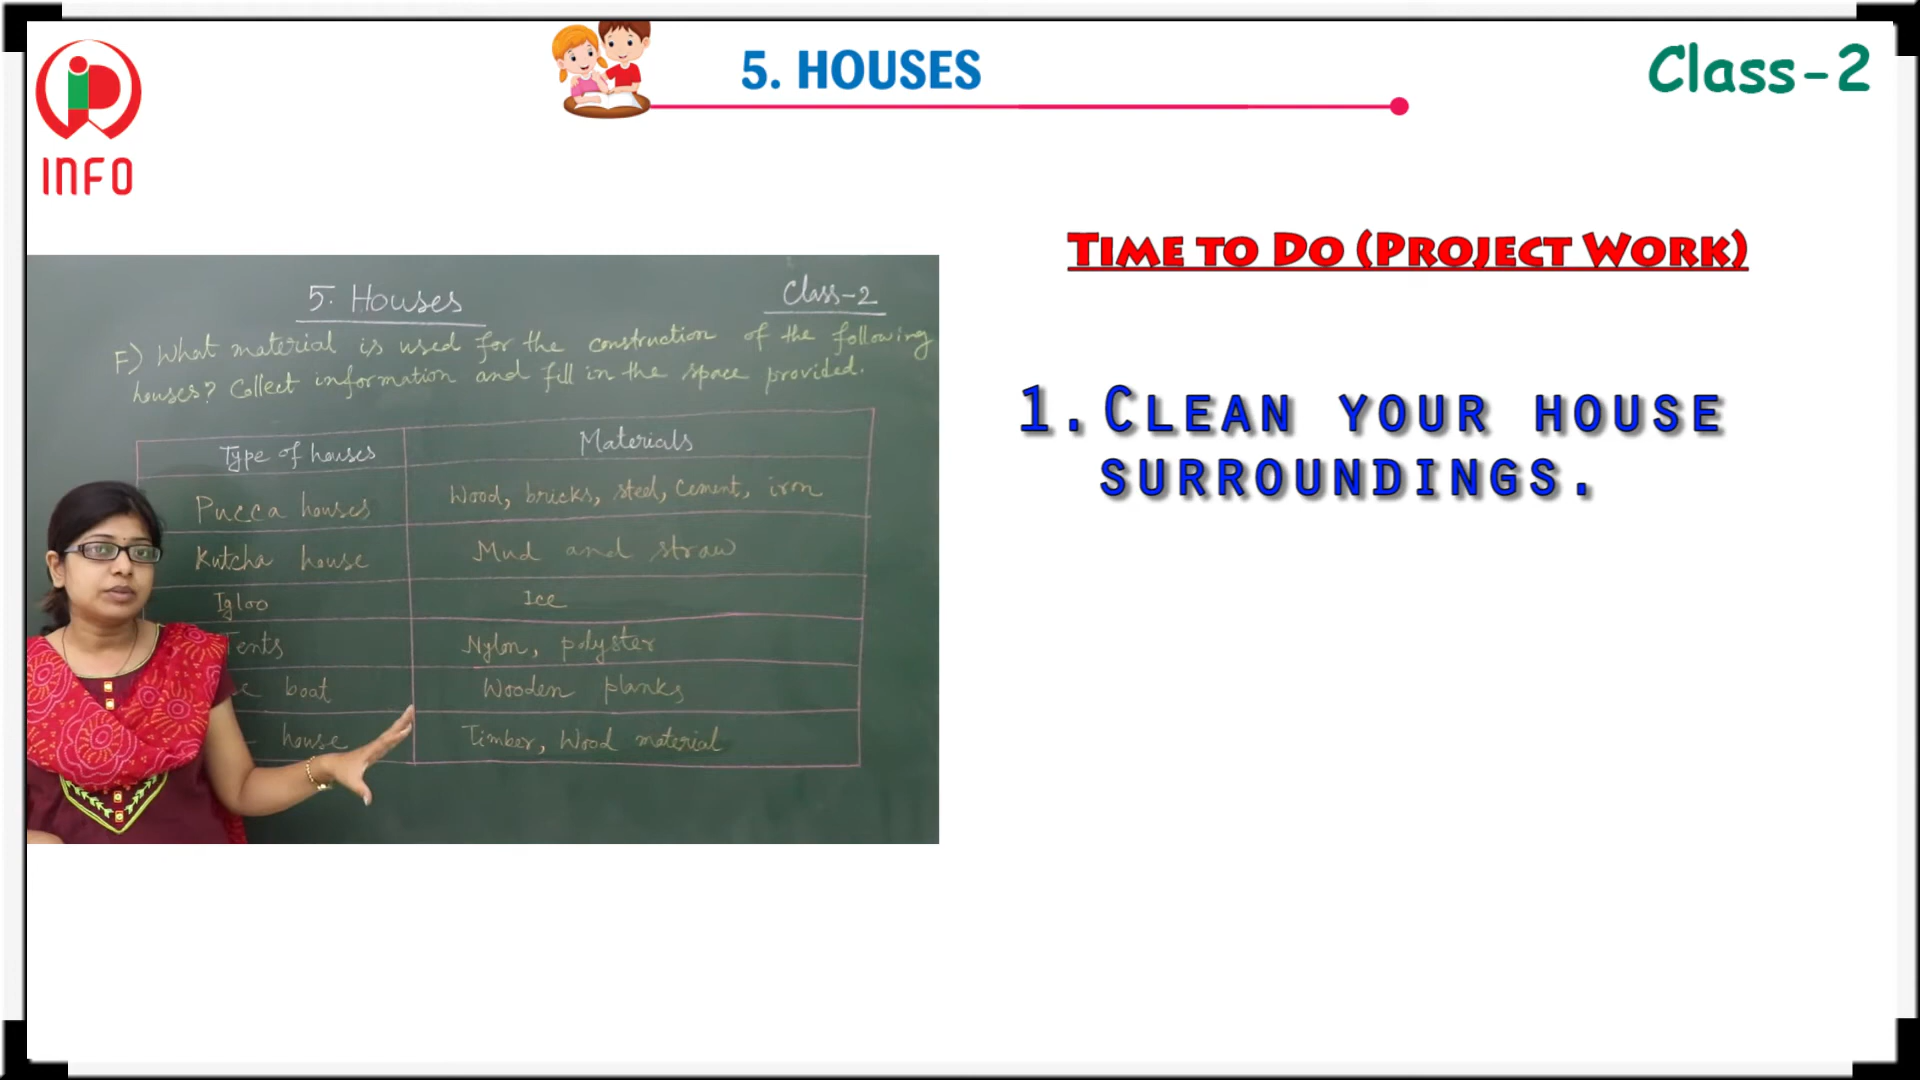 INFO
5. HOUSES
Class-2
5. Houses
Class-2
F) What material is used for the construction of the following
houses? Collect information and fill in the space provided.
Type of houses Materials
Pucca houses Wood, bricks, steel, cement, iron
Kutcha house Mud and straw
Igloo Ice
Tents Nylon, polyster
boat Wooden planks
house Timber, Wood material
TIME TO DO (PROJECT WORK)
1. CLEAN YOUR HOUSE
SURROUNDINGS.